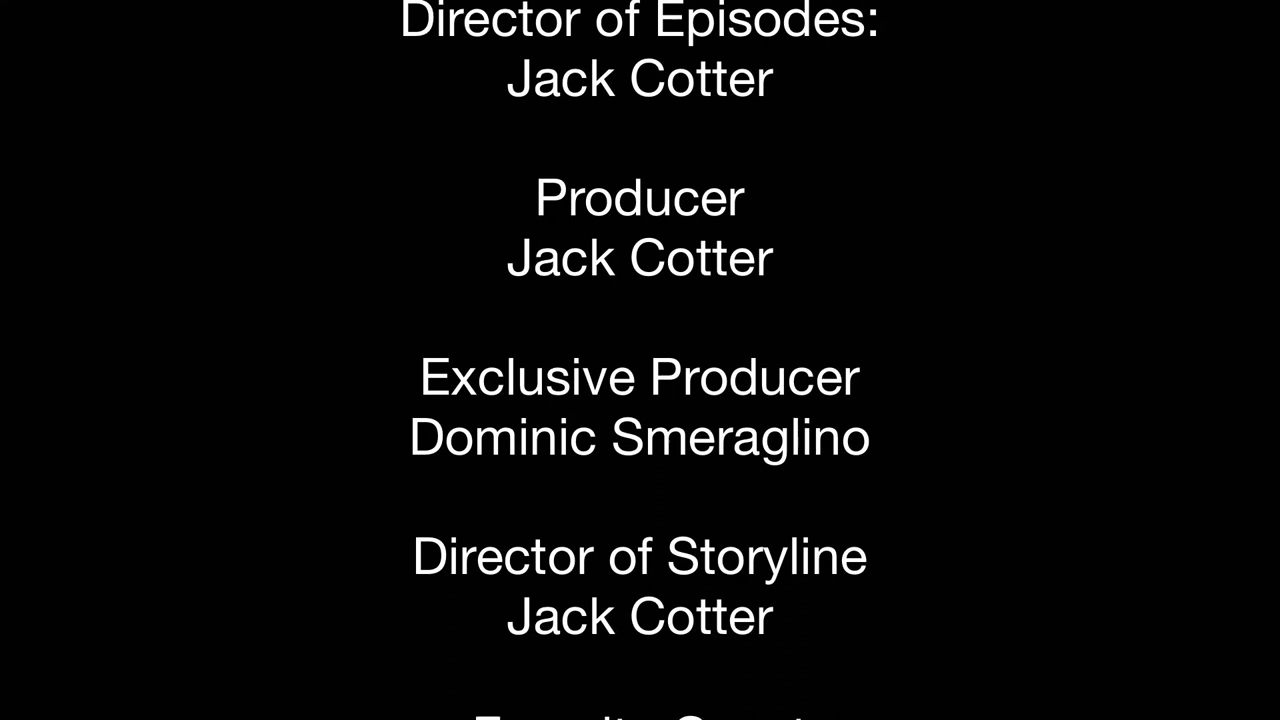 Director of Episodes:
Jack Cotter
Producer
Jack Cotter
Exclusive Producer
Dominic Smeraglino
Director of Storyline
Jack Cotter